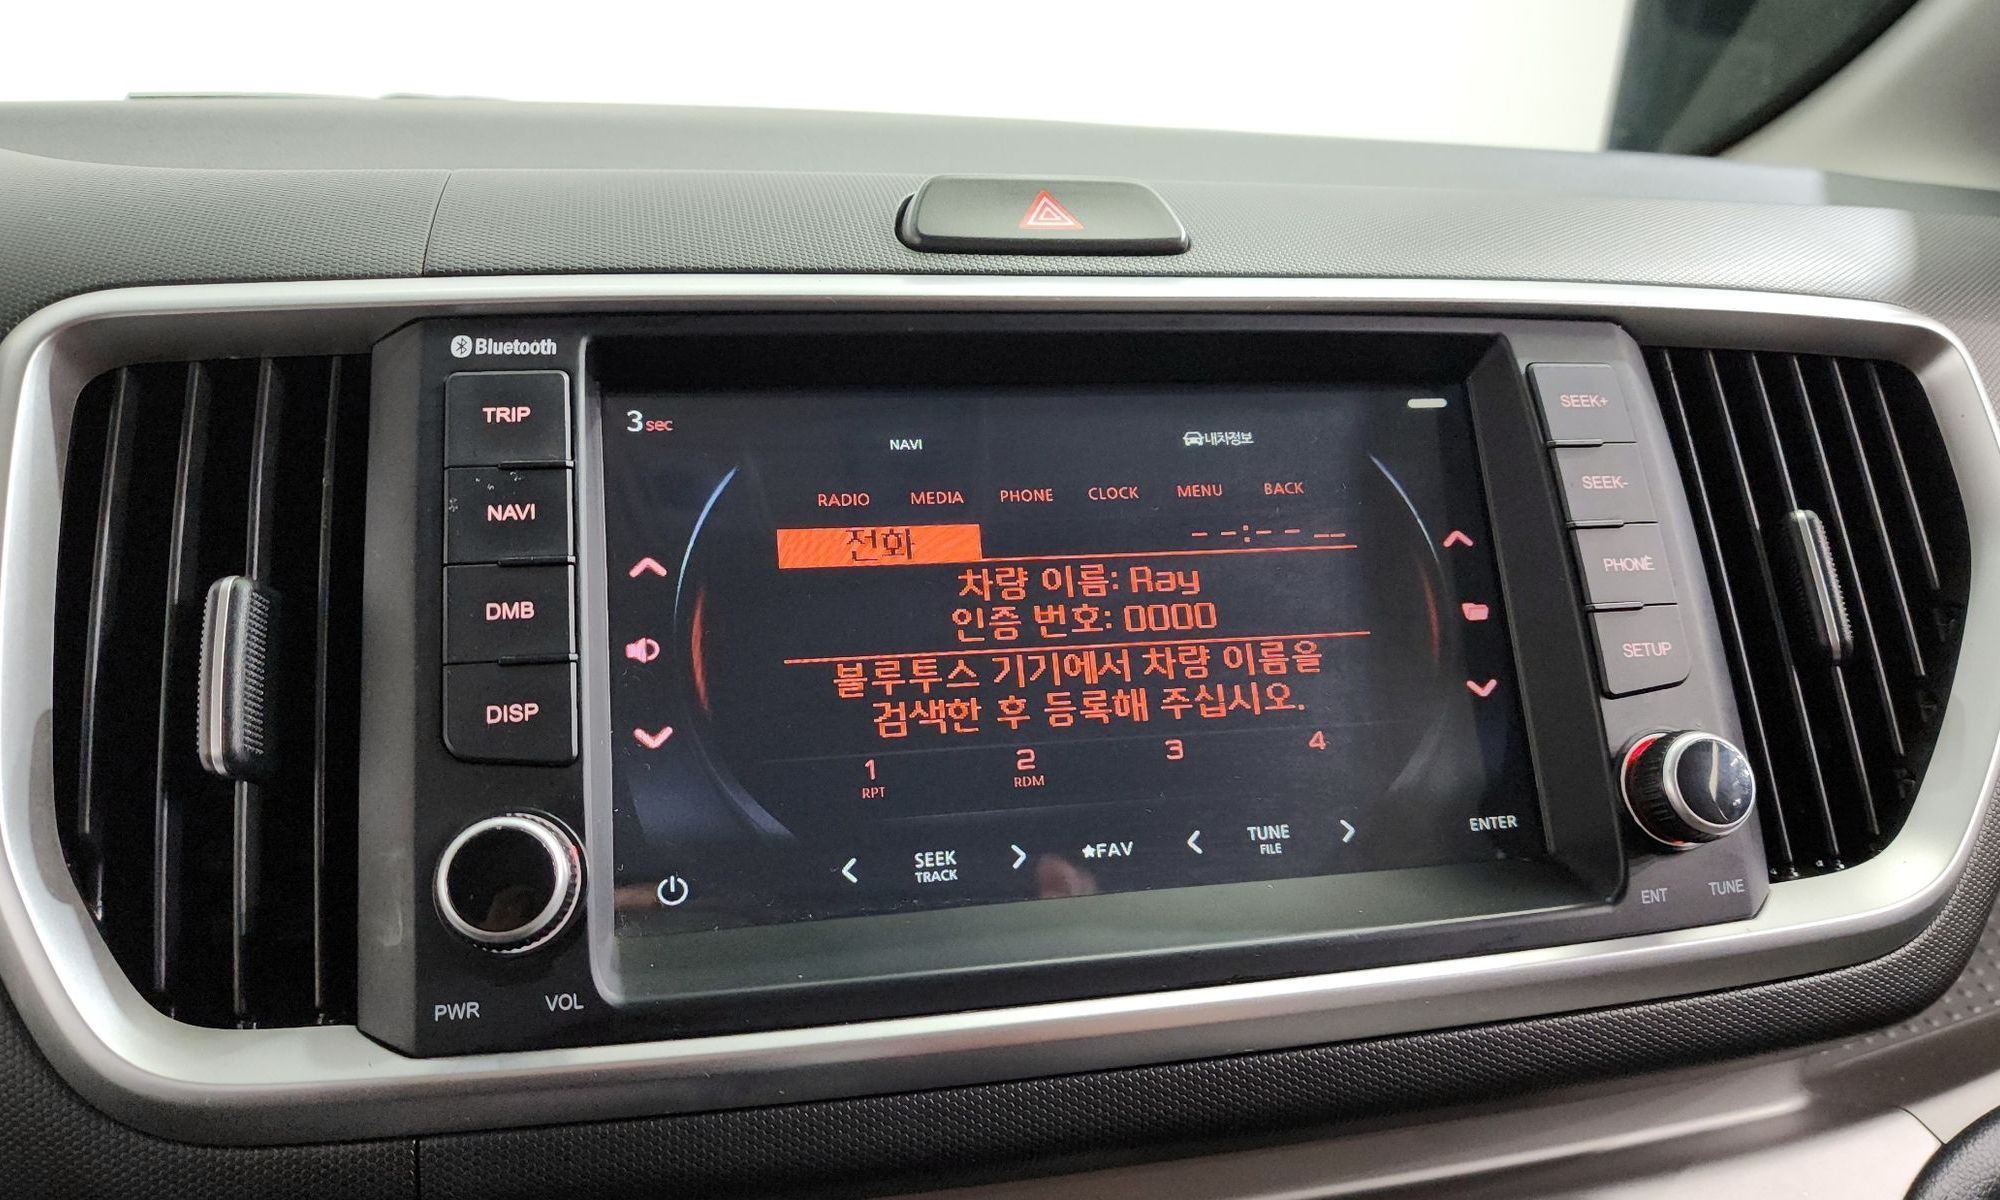 Bluetooth
TRIP
NAVI
DMB
DISP
PWR
VOL
3sec
NAVI
내차정보
RADIO MEDIA PHONE CLOCK MENU BACK
전화
--:-- --
차량 이름: Ray
인증 번호: 0000
블루투스 기기에서 차량 이름을
검색한 후 등록해 주십시오.
1 2 3 4
RPT RDM
< SEEK > ★FAV < TUNE > ENTER
TRACK FILE
SEEK+
SEEK-
PHONE
SETUP
ENT
TUNE